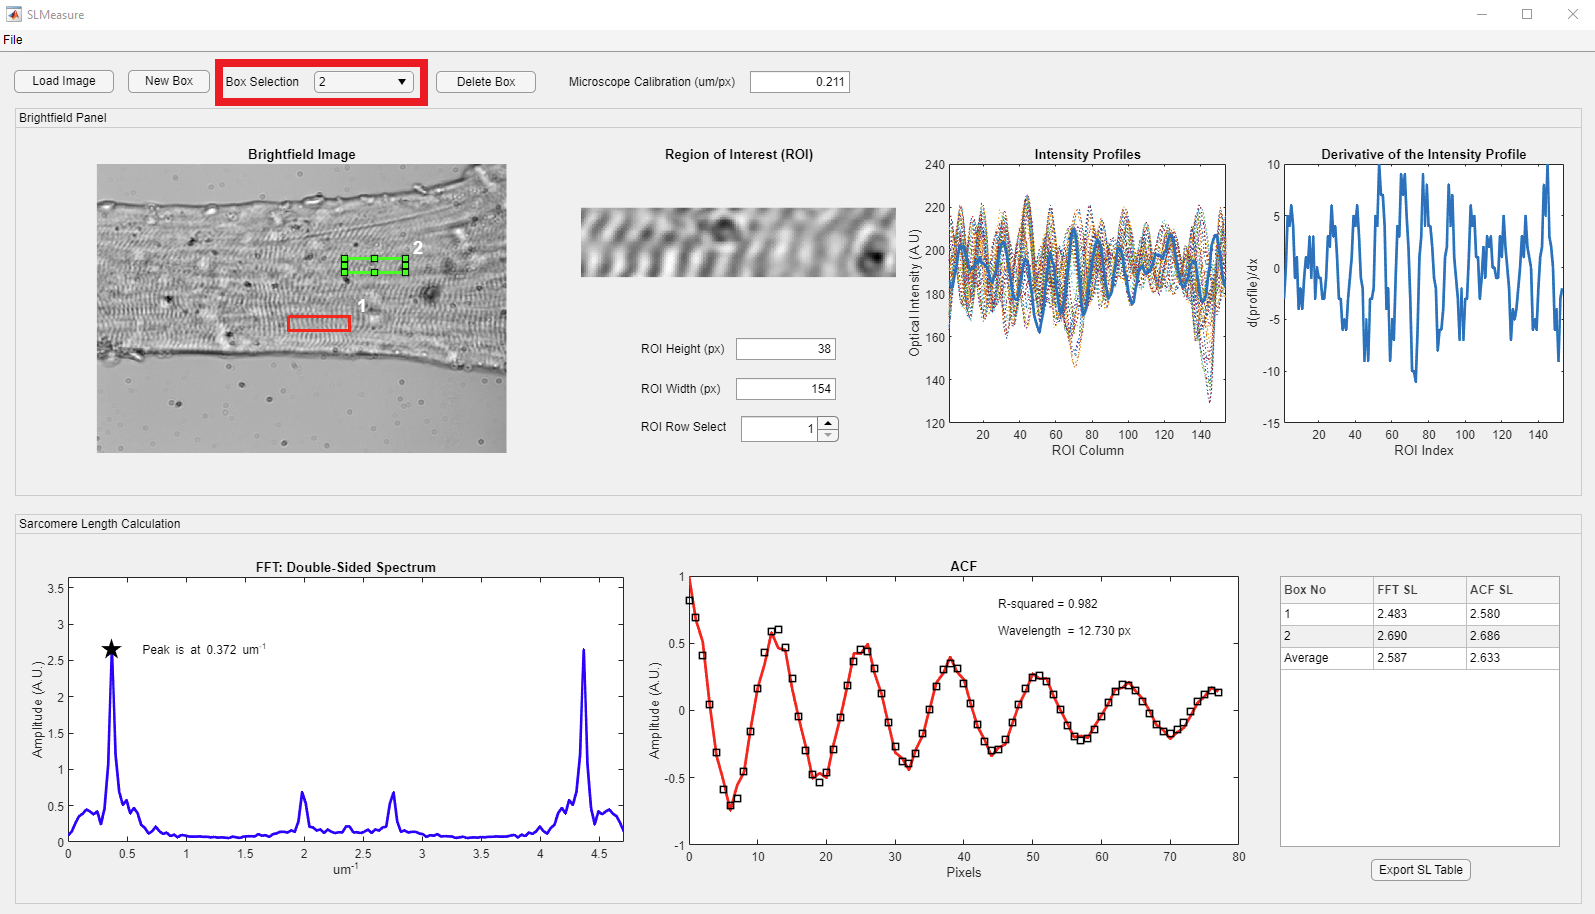 SLMeasure
File
Load Image New Box Box Selection 2 Delete Box Microscope Calibration (um/px) 0.211
Brightfield Panel
Brightfield Image
2
1
Region of Interest (ROI)
ROI Height (px) 38
ROI Width (px) 154
ROI Row Select 1
Intensity Profiles
Optical Intensity (A.U)
240
220
200
180
160
140
120
20 40 60 80 100 120 140
ROI Column
Derivative of the Intensity Profile
d(profile)/dx
10
5
0
-5
-10
-15
20 40 60 80 100 120 140
ROI Index
Sarcomere Length Calculation
FFT: Double-Sided Spectrum
Amplitude (A.U.)
3.5
3
2.5
2
1.5
1
0.5
0
Peak is at 0.372 um-1
0 0.5 1 1.5 2 2.5 3 3.5 4 4.5
um-1
ACF
Amplitude (A.U.)
1
0.5
0
-0.5
-1
R-squared = 0.982
Wavelength = 12.730 px
0 10 20 30 40 50 60 70 80
Pixels
Box No FFT SL ACF SL
1 2.483 2.580
2 2.690 2.686
Average 2.587 2.633
Export SL Table